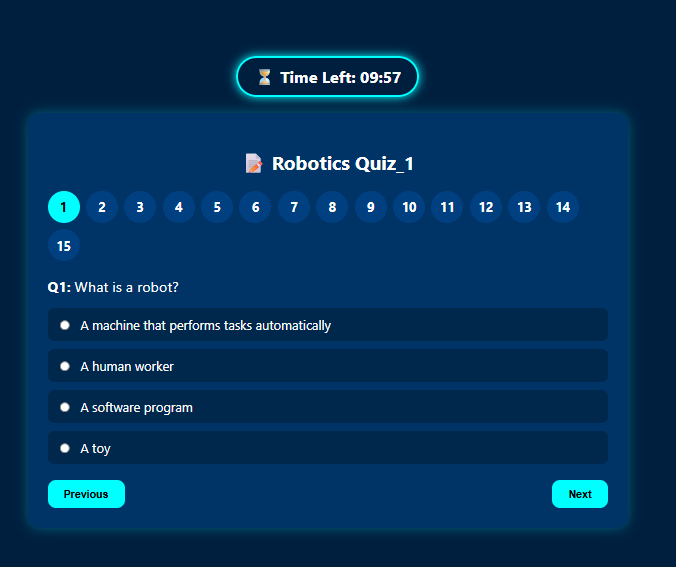 ⏳ Time Left: 09:57
📝 Robotics Quiz_1
1 2 3 4 5 6 7 8 9 10 11 12 13 14
15
Q1: What is a robot?
A machine that performs tasks automatically
A human worker
A software program
A toy
Previous Next